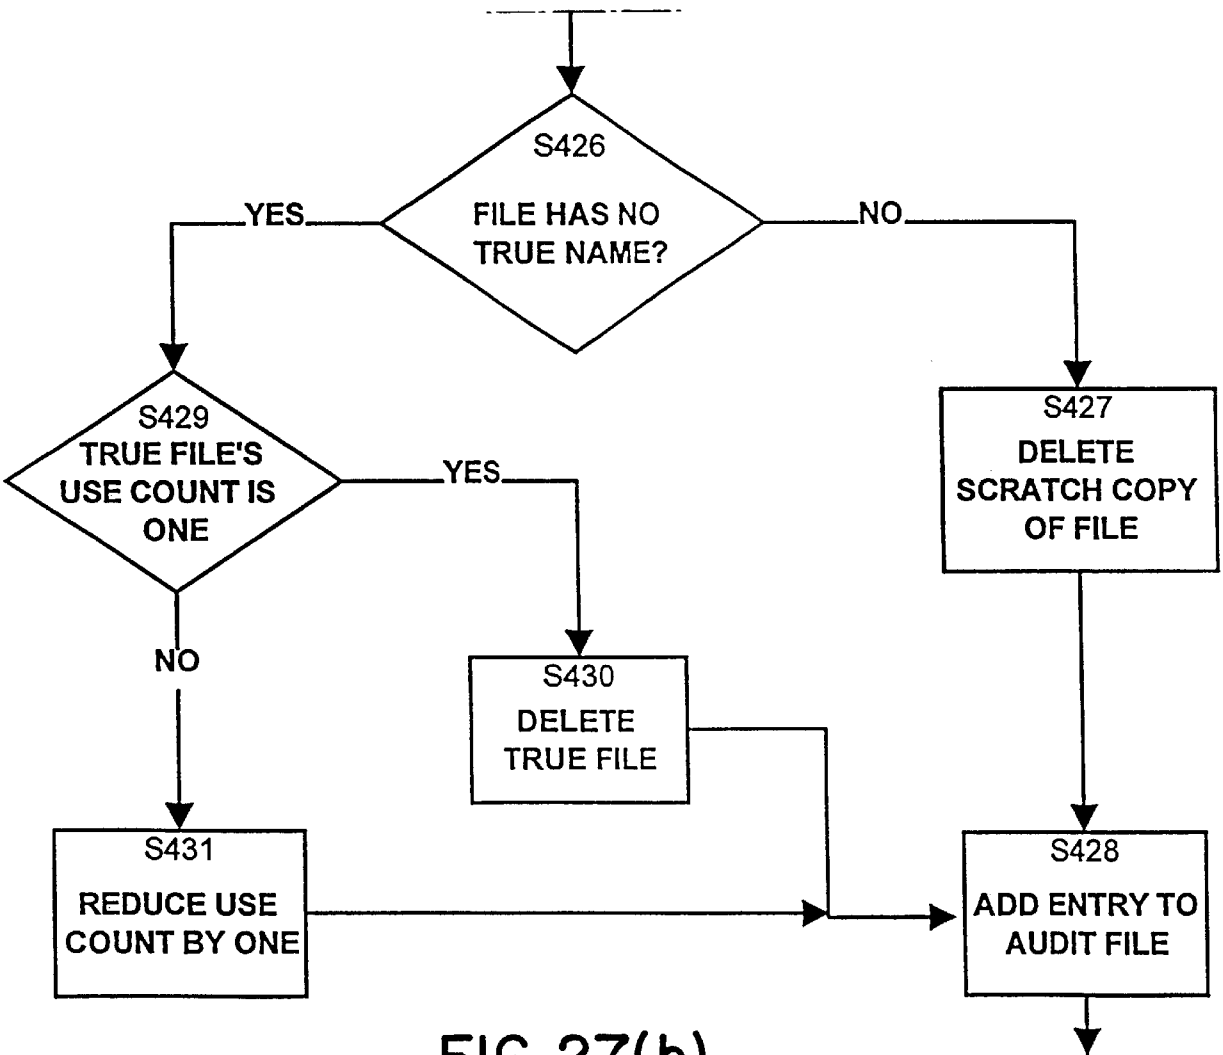 S426
FILE HAS NO
TRUE NAME?
YES
NO
S429
TRUE FILE'S
USE COUNT IS
ONE
YES
NO
S427
DELETE
SCRATCH COPY
OF FILE
S430
DELETE
TRUE FILE
S431
REDUCE USE
COUNT BY ONE
S428
ADD ENTRY TO
AUDIT FILE
FIG. 27(b)